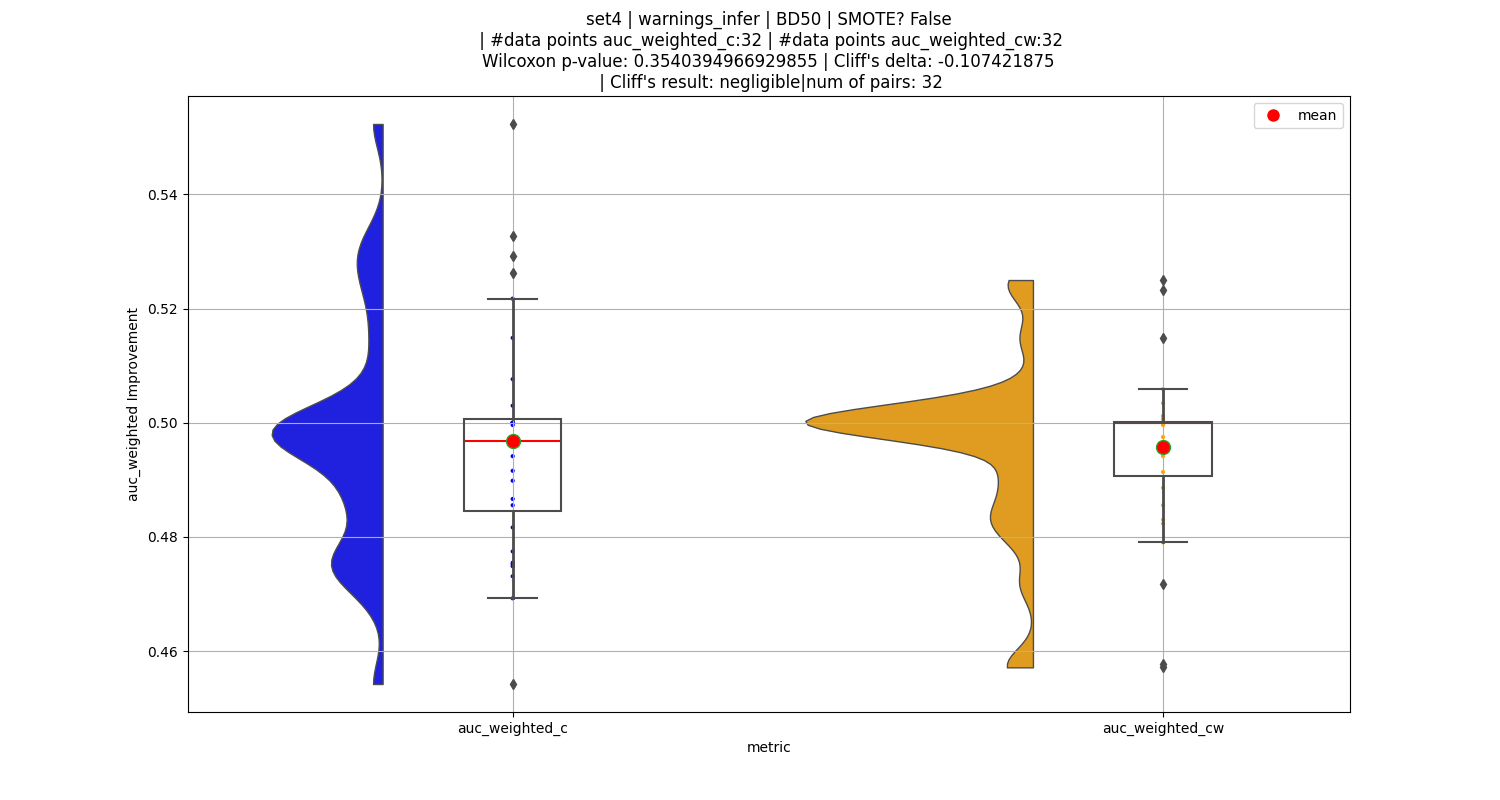 set4 | warnings_infer | BD50 | SMOTE? False
| #data points auc_weighted_c:32 | #data points auc_weighted_cw:32
Wilcoxon p-value: 0.3540394966929855 | Cliff's delta: -0.107421875
| Cliff's result: negligible|num of pairs: 32
mean
0.54
0.52
0.50
0.48
0.46
auc_weighted Improvement
auc_weighted_c
auc_weighted_cw
metric